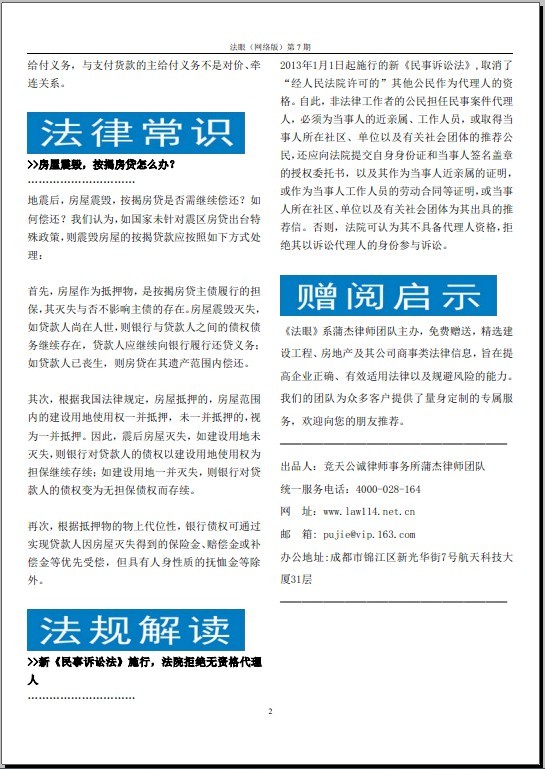 法眼（网络版）第 7 期
给付义务，与支付货款的主给付义务不是对价、牵
连关系。
法律常识
>>房屋震毁，按揭房贷怎么办？
…………………………
地震后，房屋震毁，按揭房贷是否需继续偿还？如
何偿还？我们认为，如国家未针对震区房贷出台特
殊政策，则震毁房屋的按揭贷款应按照如下方式处
理：
首先，房屋作为抵押物，是按揭房贷主债履行的担
保，其灭失与否不影响主债的存在。房屋震毁灭失，
如贷款人尚在人世，则银行与贷款人之间的债权债
务继续存在，贷款人应继续向银行履行还贷义务；
如贷款人已丧生，则房贷在其遗产范围内偿还。
其次，根据我国法律规定，房屋抵押的，房屋范围
内的建设用地使用权一并抵押，未一并抵押的，视
为一并抵押。因此，震后房屋灭失，如建设用地未
灭失，则银行对贷款人的债权以建设用地使用权为
担保继续存续；如建设用地一并灭失，则银行对贷
款人的债权变为无担保债权而存续。
再次，根据抵押物的物上代位性，银行债权可通过
实现贷款人因房屋灭失得到的保险金、赔偿金或补
偿金等优先受偿，但具有人身性质的抚恤金等除
外。
法规解读
>>新《民事诉讼法》施行，法院拒绝无资格代理
人
…………………………
2013年1月1日起施行的新《民事诉讼法》,取消了
“经人民法院许可的”其他公民作为代理人的资
格。自此，非法律工作者的公民担任民事案件代理
人，必须为当事人的近亲属、工作人员，或取得当
事人所在社区、单位以及有关社会团体的推荐公
民，还应向法院提交自身身份证和当事人签名盖章
的授权委托书，以及其作为当事人近亲属的证明，
或作为当事人工作人员的劳动合同等证明，或当事
人所在社区、单位以及有关社会团体为其出具的推
荐信。否则，法院可认为其不具备代理人资格，拒
绝其以诉讼代理人的身份参与诉讼。
赠阅启示
《法眼》系蒲杰律师团队主办，免费赠送，精选建
设工程、房地产及其公司商事类法律信息，旨在提
高企业正确、有效适用法律以及规避风险的能力。
我们的团队为众多客户提供了量身定制的专属服
务，欢迎向您的朋友推荐。
出品人：竞天公诚律师事务所蒲杰律师团队
统一服务电话：4000-028-164
网　址：www.law114.net.cn
邮　箱: pujie@vip.163.com
办公地址:成都市锦江区新光华街7号航天科技大
厦31层
2